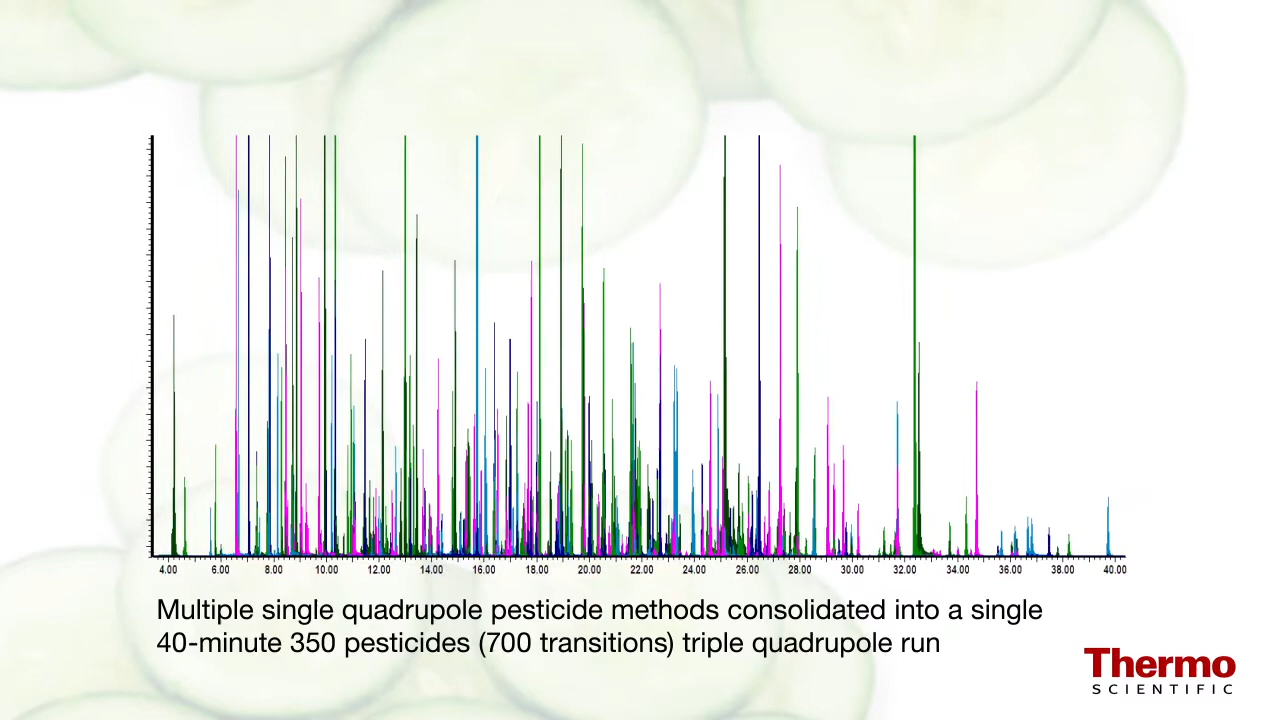 4.00 6.00 8.00 10.00 12.00 14.00 16.00 18.00 20.00 22.00 24.00 26.00 28.00 30.00 32.00 34.00 36.00 38.00 40.00
Multiple single quadrupole pesticide methods consolidated into a single
40-minute 350 pesticides (700 transitions) triple quadrupole run
Thermo
SCIENTIFIC